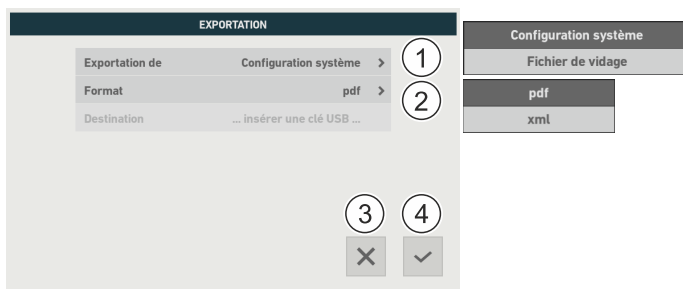 EXPORTATION
Exportation de Configuration système > 1
Format pdf > 2
Destination ... insérer une clé USB ...
3 4
Configuration système
Fichier de vidage
pdf
xml